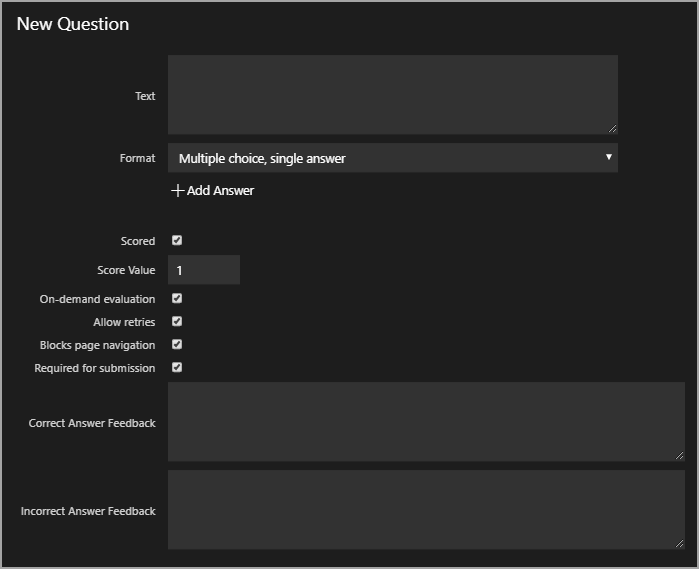 New Question
Text
Format Multiple choice, single answer
Add Answer
Scored
Score Value 1
On-demand evaluation
Allow retries
Blocks page navigation
Required for submission
Correct Answer Feedback
Incorrect Answer Feedback